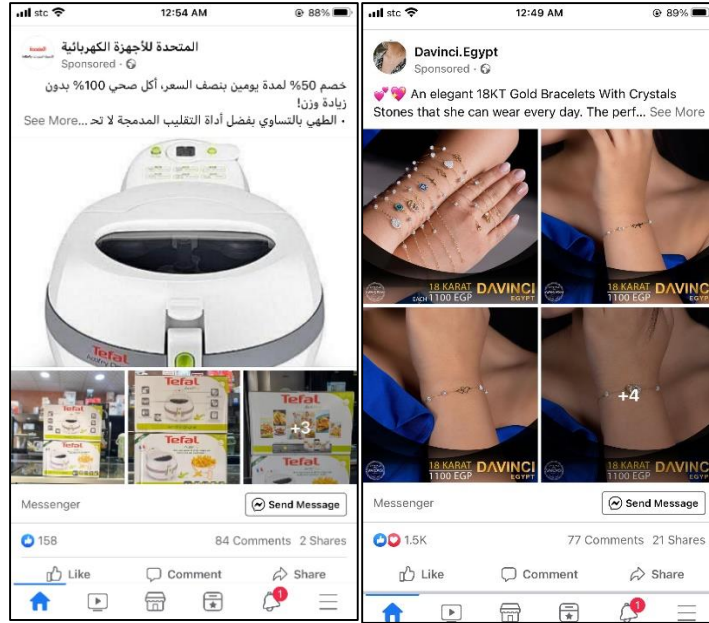 stc 12:54 AM 88%
المتحدة للأجهزة الكهربائية
Sponsored ·
خصم 50% لمدة يومين بنصف السعر، أكل صحي 100% بدون
زيادة وزن!
• الطهي بالتساوي بفضل أداة التقليب المدمجة لا تحـ... See More
Tefal
Tefal
Tefal
Tefal
Tefal
Tefal
+3
Messenger
Send Message
158 84 Comments 2 Shares
Like Comment Share
1
stc 12:49 AM 89%
Davinci.Egypt
Sponsored ·
An elegant 18KT Gold Bracelets With Crystals
Stones that she can wear every day. The perf... See More
18 KARAT DAVINCI
EACH 1100 EGP EGYPT
18 KARAT DAVINCI
1100 EGP EGYPT
+4
18 KARAT DAVINCI
1100 EGP EGYPT
18 KARAT DAVINCI
1100 EGP EGYPT
Messenger
Send Message
1.5K 77 Comments 21 Shares
Like Comment Share
1